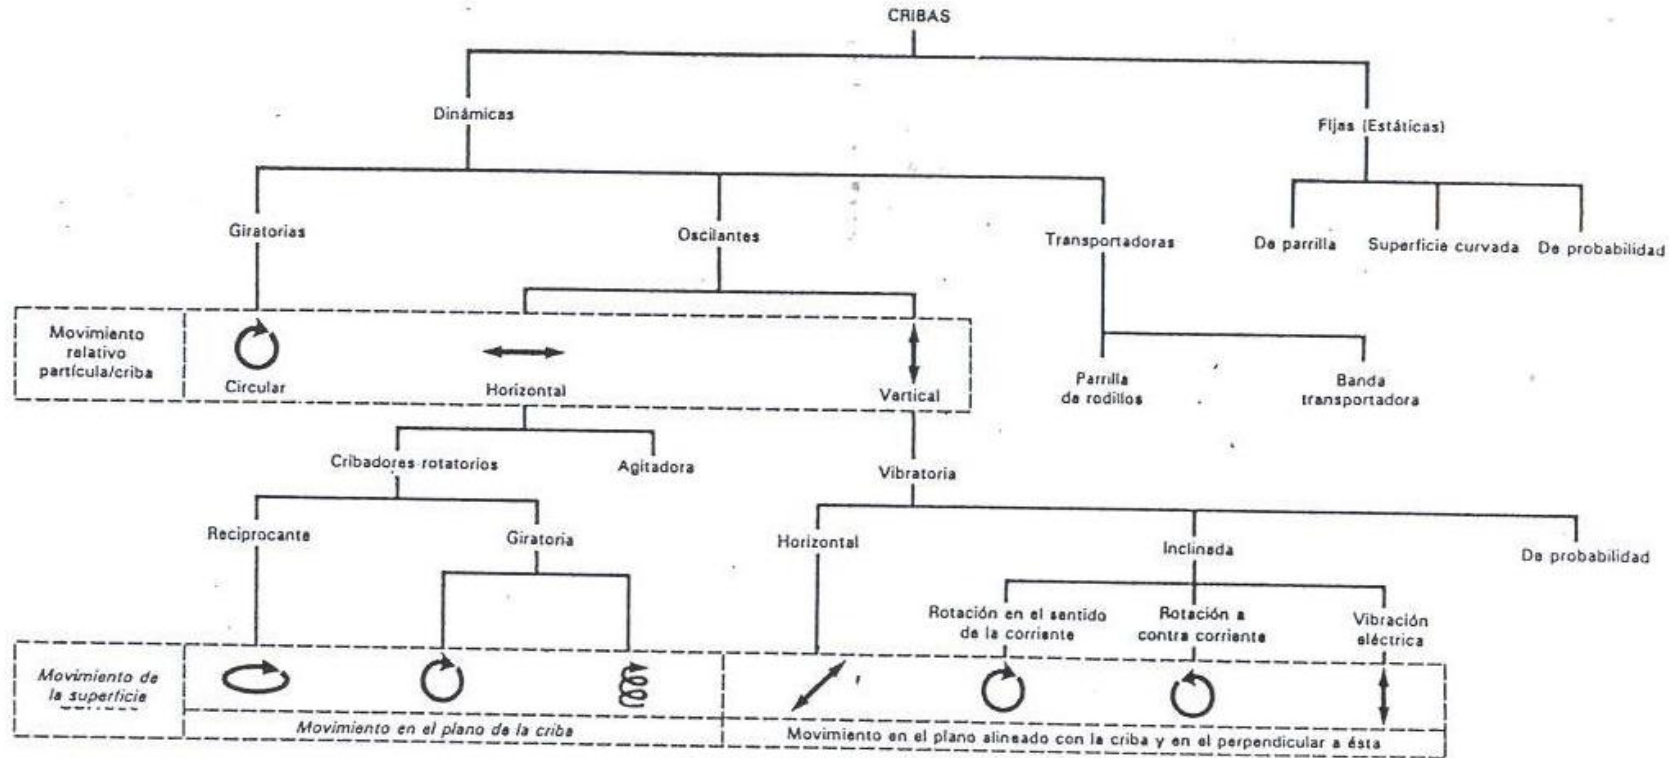 CRIBAS
Dinámicas
Fijas (Estáticas)
Giratorias
Oscilantes
Transportadoras
De parrilla
Superficie curvada
De probabilidad
Movimiento
relativo
partícula/criba
Circular
Horizontal
Vertical
Parrilla
de rodillos
Banda
transportadora
Cribadores rotatorios
Agitadora
Vibratoria
Reciprocante
Giratoria
Horizontal
Inclinada
De probabilidad
Rotación en el sentido
de la corriente
Rotación a
contra corriente
Vibración
eléctrica
Movimiento de
la superficie
Movimiento en el plano de la criba
Movimiento en el plano alineado con la criba y en el perpendicular a ésta